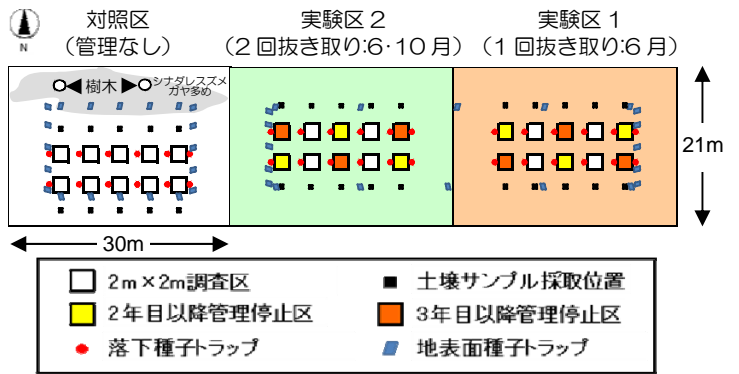 N
対照区
(管理なし)
実験区2
(2回抜き取り:6・10月)
実験区1
(1回抜き取り:6月)
樹木
シナダレスズメ
ガヤ多め
21m
30m
2m×2m調査区
土壌サンプル採取位置
2年目以降管理停止区
3年目以降管理停止区
落下種子トラップ
地表面種子トラップ